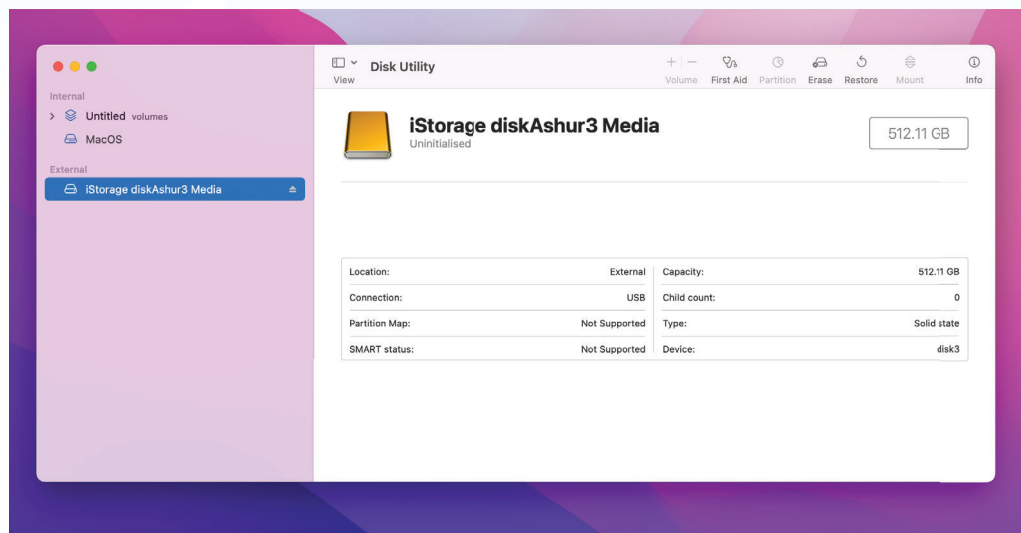 Disk Utility
View
Volume First Aid Partition Erase Restore Mount Info
Internal
Untitled volumes
MacOS
External
iStorage diskAshur3 Media
iStorage diskAshur3 Media
Uninitialised
512.11 GB
Location: External Capacity: 512.11 GB
Connection: USB Child count: 0
Partition Map: Not Supported Type: Solid state
SMART status: Not Supported Device: disk3